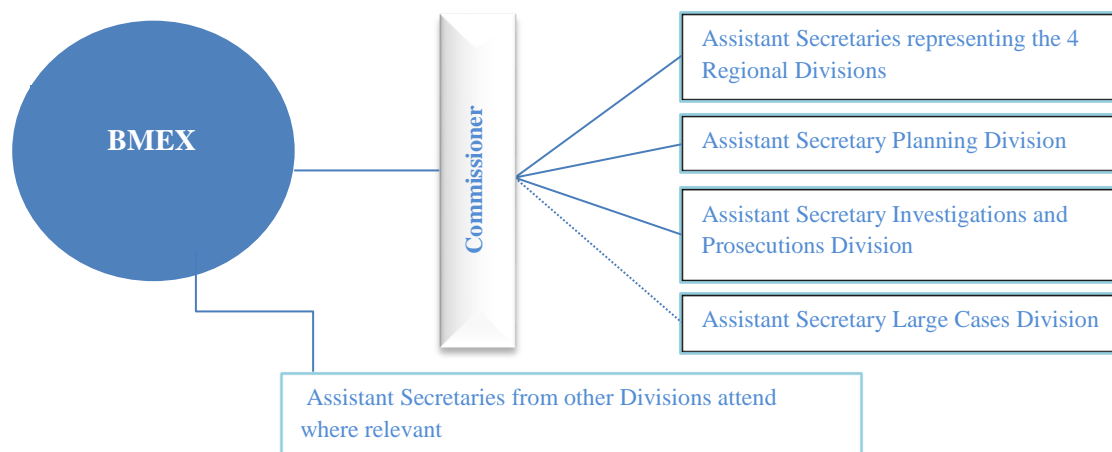 BMEX
Commissioner
Assistant Secretaries representing the 4
Regional Divisions
Assistant Secretary Planning Division
Assistant Secretary Investigations and
Prosecutions Division
Assistant Secretary Large Cases Division
Assistant Secretaries from other Divisions attend
where relevant